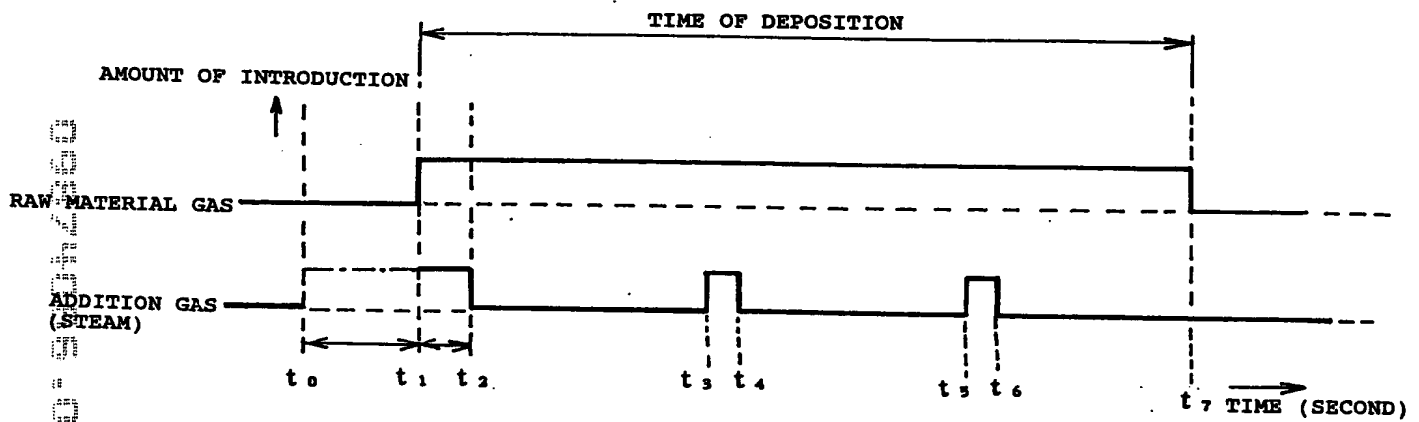 TIME OF DEPOSITION
AMOUNT OF INTRODUCTION
RAW MATERIAL GAS
ADDITION GAS
(STEAM)
t0 t1 t2 t3 t4 t5 t6 t7 TIME (SECOND)